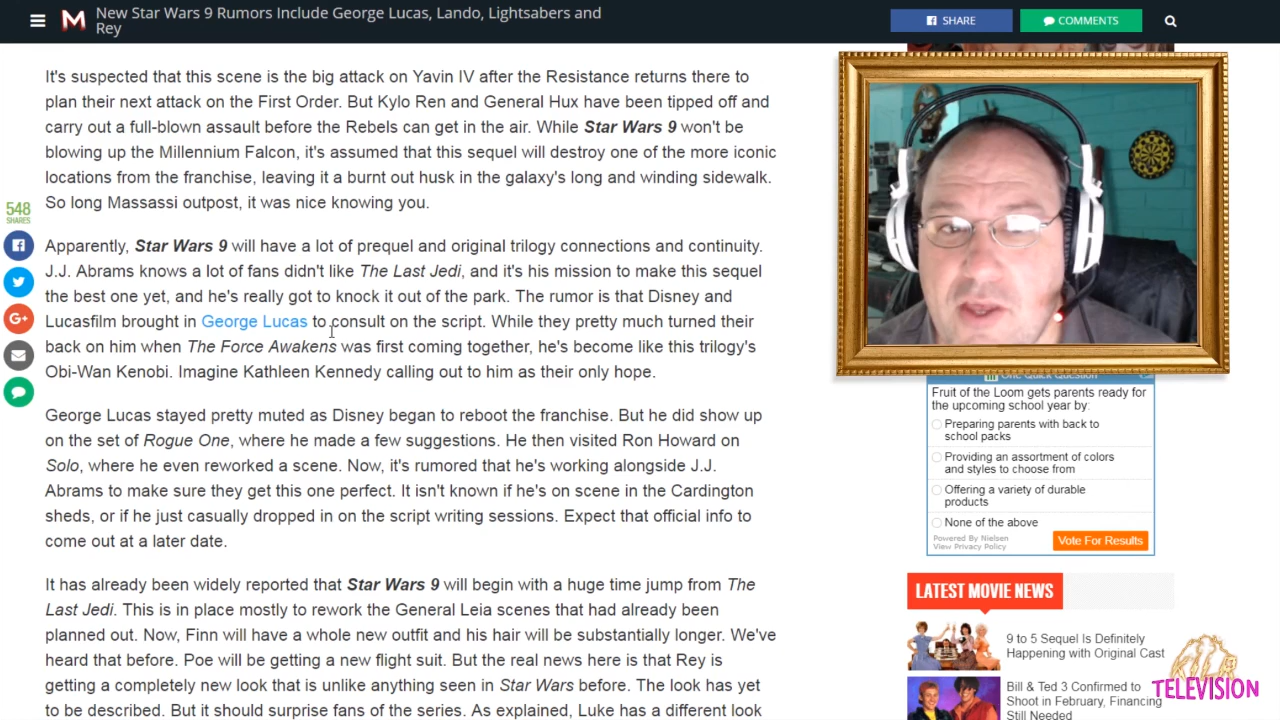 New Star Wars 9 Rumors Include George Lucas, Lando, Lightsabers and
Rey
SHARE
COMMENTS
It's suspected that this scene is the big attack on Yavin IV after the Resistance returns there to
plan their next attack on the First Order. But Kylo Ren and General Hux have been tipped off and
carry out a full-blown assault before the Rebels can get in the air. While Star Wars 9 won't be
blowing up the Millennium Falcon, it's assumed that this sequel will destroy one of the more iconic
locations from the franchise, leaving it a burnt out husk in the galaxy's long and winding sidewalk.
So long Massassi outpost, it was nice knowing you.
548
SHARES
Apparently, Star Wars 9 will have a lot of prequel and original trilogy connections and continuity.
J.J. Abrams knows a lot of fans didn't like The Last Jedi, and it's his mission to make this sequel
the best one yet, and he's really got to knock it out of the park. The rumor is that Disney and
Lucasfilm brought in George Lucas to consult on the script. While they pretty much turned their
back on him when The Force Awakens was first coming together, he's become like this trilogy's
Obi-Wan Kenobi. Imagine Kathleen Kennedy calling out to him as their only hope.
George Lucas stayed pretty muted as Disney began to reboot the franchise. But he did show up
on the set of Rogue One, where he made a few suggestions. He then visited Ron Howard on
Solo, where he even reworked a scene. Now, it's rumored that he's working alongside J.J.
Abrams to make sure they get this one perfect. It isn't known if he's on scene in the Cardington
sheds, or if he just casually dropped in on the script writing sessions. Expect that official info to
come out at a later date.
It has already been widely reported that Star Wars 9 will begin with a huge time jump from The
Last Jedi. This is in place mostly to rework the General Leia scenes that had already been
planned out. Now, Finn will have a whole new outfit and his hair will be substantially longer. We've
heard that before. Poe will be getting a new flight suit. But the real news here is that Rey is
getting a completely new look that is unlike anything seen in Star Wars before. The look has yet
to be described. But it should surprise fans of the series. As explained, Luke has a different look
One Quick Question
Fruit of the Loom gets parents ready for
the upcoming school year by:
Preparing parents with back to
school packs
Providing an assortment of colors
and styles to choose from
Offering a variety of durable
products
None of the above
Powered By Nielsen
View Privacy Policy
Vote For Results
LATEST MOVIE NEWS
9 to 5 Sequel Is Definitely
Happening with Original Cast
Bill & Ted 3 Confirmed to
Shoot in February, Financing
Still Needed
TELEVISION